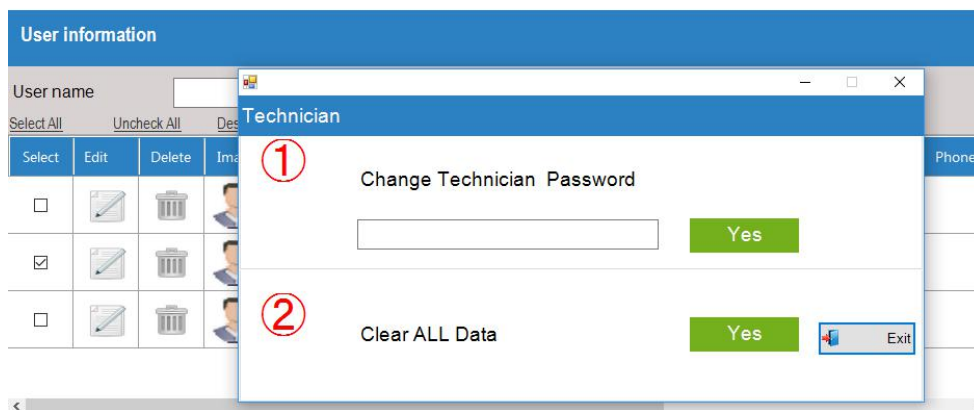 User information
User name
Select All Uncheck All Des
Select Edit Delete Ima Phone
Technician
①
Change Technician Password
Yes
②
Clear ALL Data
Yes
Exit